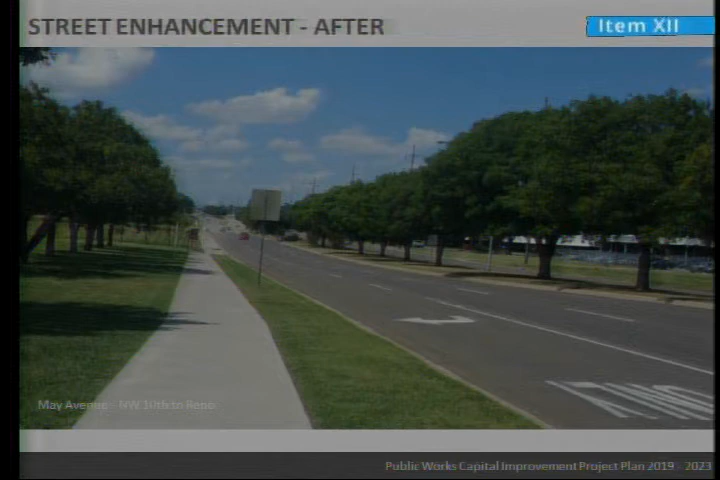 STREET ENHANCEMENT - AFTER
Item XII
ONLY
May Avenue - NW 10th to Reno
Public Works Capital Improvement Project Plan 2019 - 2023